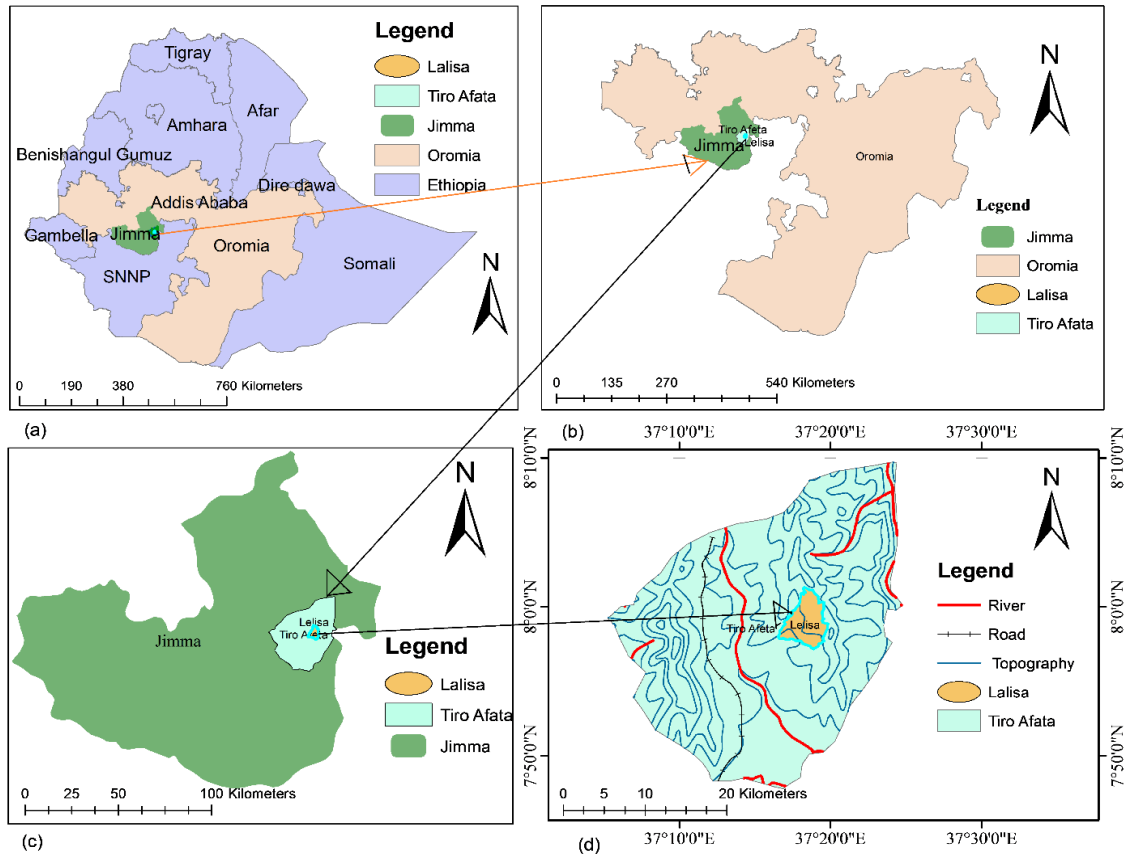 Legend
Lalisa
Tiro Afata
Jimma
Oromia
Ethiopia
Tigray
Afar
Amhara
Benishangul Gumuz
Dire dawa
Addis Ababa
Gambella
Jimma
Oromia
SNNP
Somali
N
0 190 380 760 Kilometers
(a)
N
Tiro Afeta
Jimma
Lelisa
Oromia
Legend
Jimma
Oromia
Lalisa
Tiro Afata
0 135 270 540 Kilometers
(b)
N
Lelisa
Tiro Afata
Jimma
Legend
Lalisa
Tiro Afata
Jimma
0 25 50 100 Kilometers
(c)
37°10'0"E 37°20'0"E 37°30'0"E
8°10'0"N
8°10'0"N
N
Legend
River
Road
Topography
Lalisa
Tiro Afata
8°0'0"N
8°0'0"N
Lelisa
Tiro Afeta
7°50'0"N
7°50'0"N
0 5 10 20 Kilometers
37°10'0"E 37°20'0"E 37°30'0"E
(d)